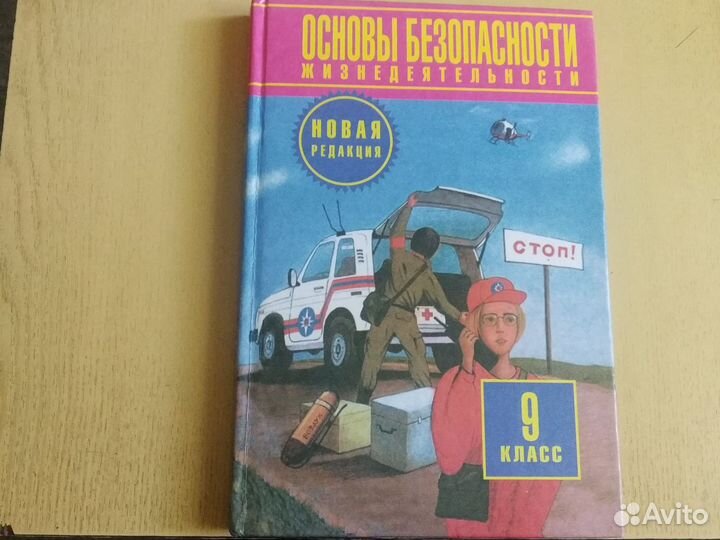 ОСНОВЫ БЕЗОПАСНОСТИ
ЖИЗНЕДЕЯТЕЛЬНОСТИ
НОВАЯ
РЕДАКЦИЯ
СТОП!
9
КЛАСС
Avito